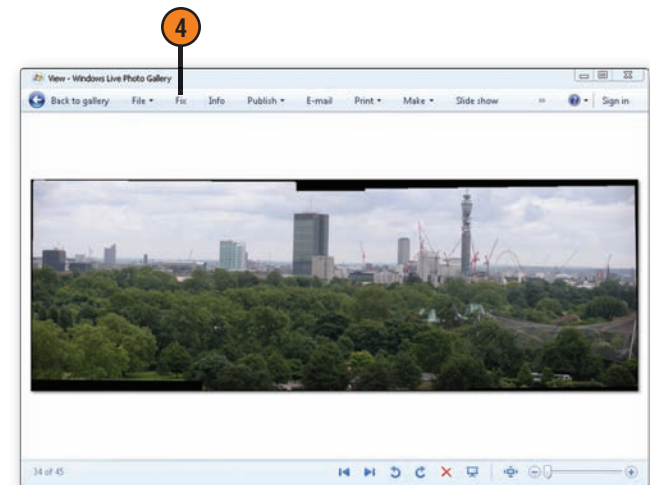 4
View - Windows Live Photo Gallery
Back to gallery File Fix Info Publish E-mail Print Make Slide show » ? Sign in
34 of 45